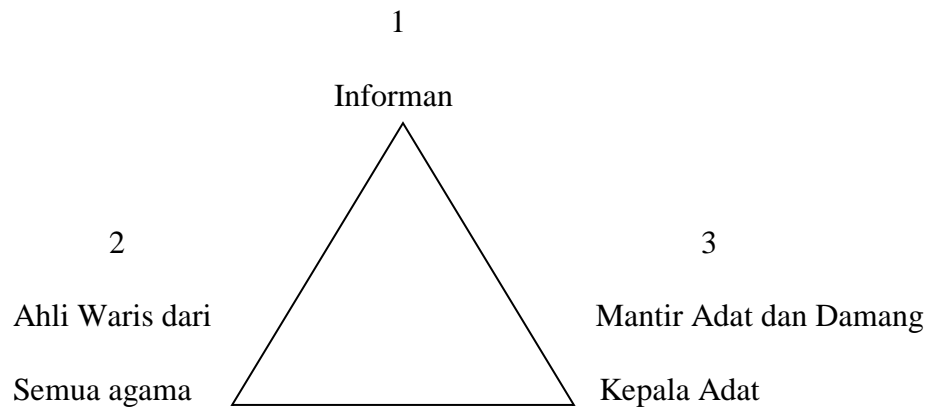 1
Informan
2
3
Ahli Waris dari
Mantir Adat dan Damang
Semua agama
Kepala Adat